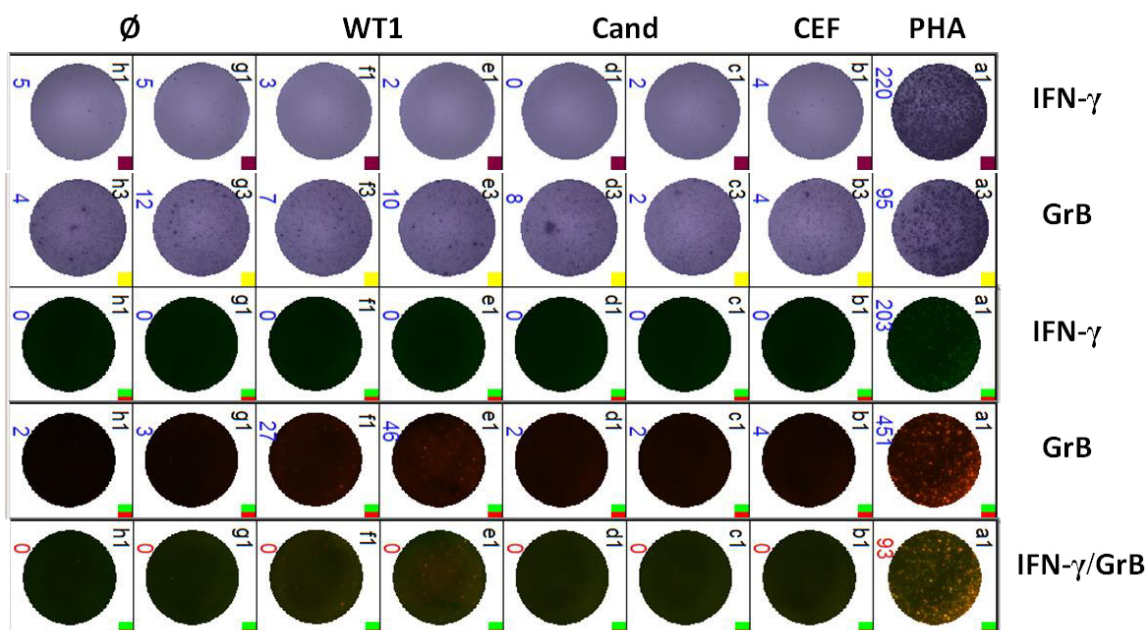 Ø WT1 Cand CEF PHA
h1 5 g1 5 f1 3 e1 2 d1 0 c1 2 b1 4 a1 220 IFN-γ
h3 4 g3 12 f3 7 e3 10 d3 8 c3 2 b3 4 a3 95 GrB
h1 0 g1 0 f1 0 e1 0 d1 0 c1 0 b1 0 a1 203 IFN-γ
h1 2 g1 3 f1 27 e1 46 d1 2 c1 2 b1 4 a1 451 GrB
h1 0 g1 0 f1 0 e1 0 d1 0 c1 0 b1 0 a1 93 IFN-γ/GrB